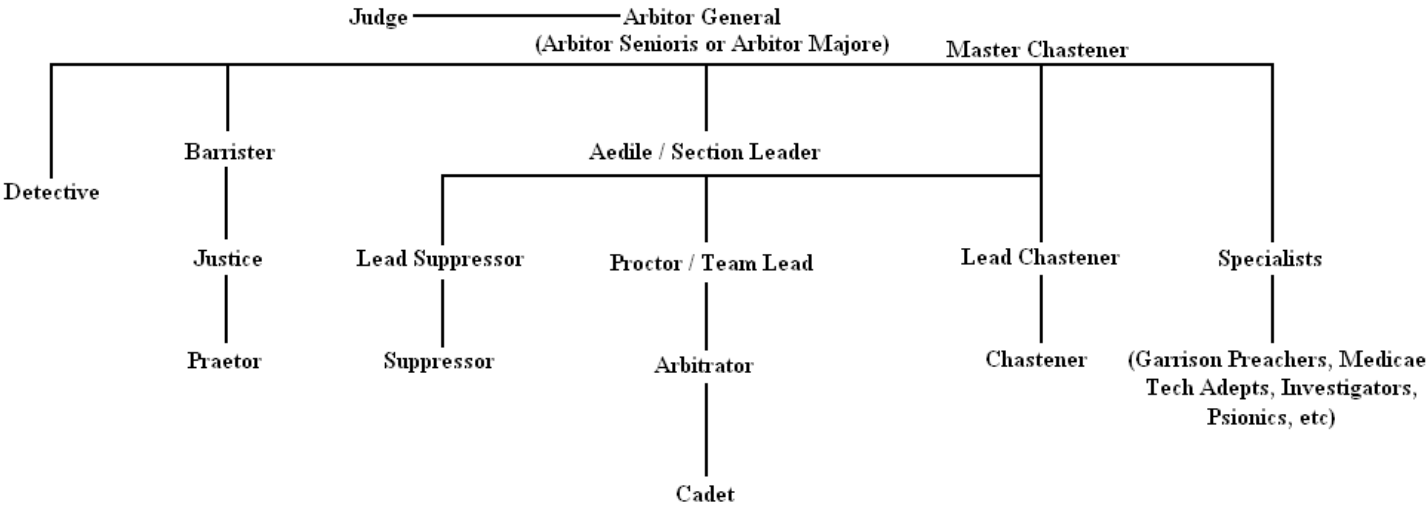 Judge
Arbitor General
(Arbitor Senioris or Arbitor Majore)
Master Chastener
Barrister
Aedile / Section Leader
Detective
Justice
Lead Suppressor
Proctor / Team Lead
Lead Chastener
Specialists
Praetor
Suppressor
Arbitrator
Chastener
(Garrison Preachers, Medicae
Tech Adepts, Investigators,
Psionics, etc)
Cadet